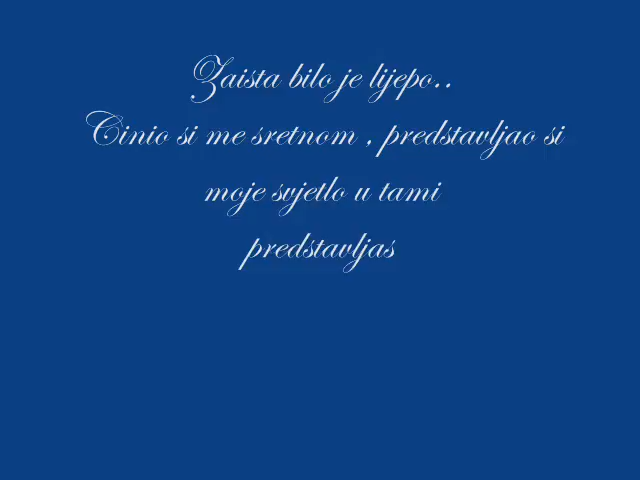 Zaista bilo je lijepo..
Cinio si me sretnom , predstavljao si
moje svjetlo u tami
predstavljas